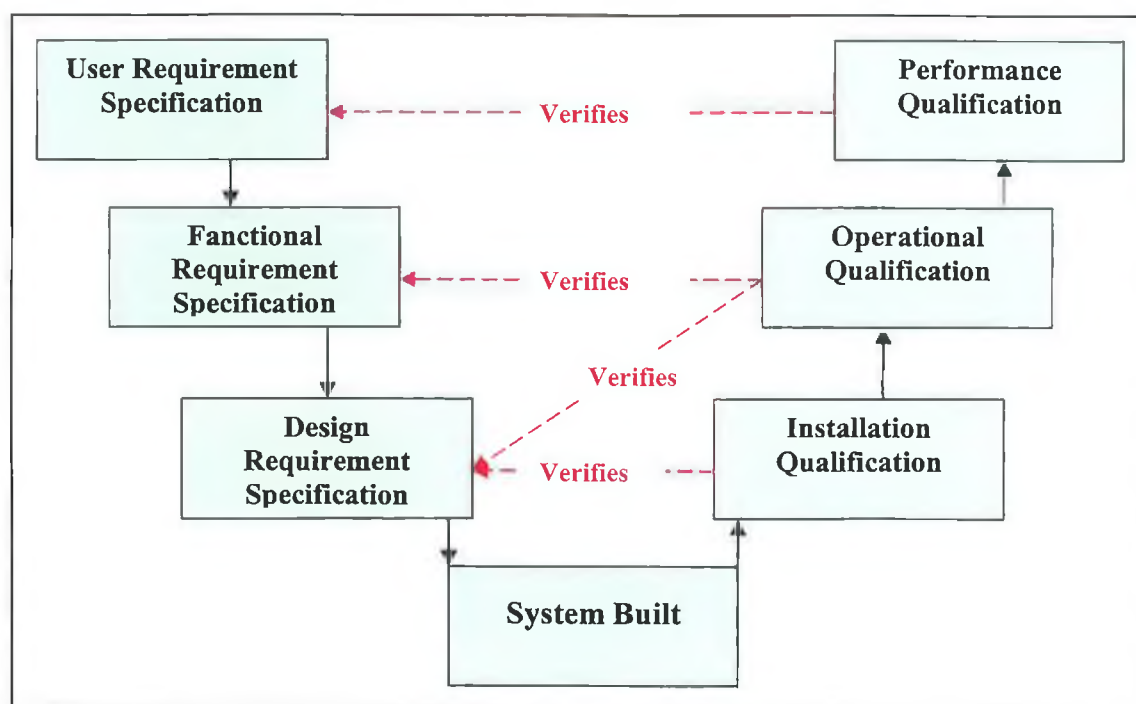 User Requirement
Specification
Performance
Qualification
Verifies
Fanctional
Requirement
Specification
Operational
Qualification
Verifies
Verifies
Design
Requirement
Specification
Installation
Qualification
Verifies
System Built